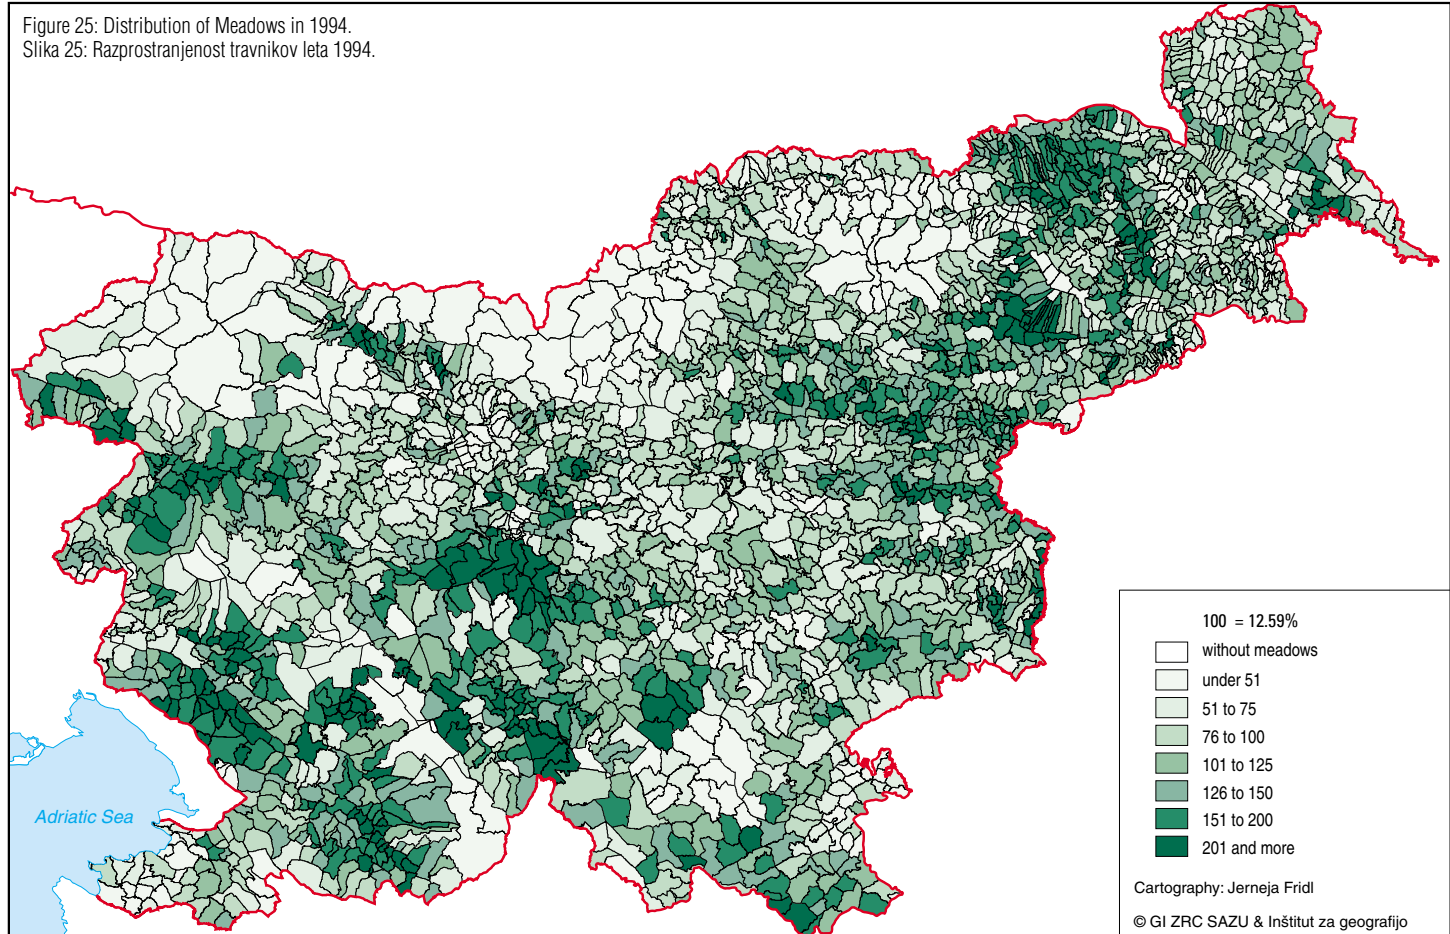 Figure 25: Distribution of Meadows in 1994.
Slika 25: Razprostranjenost travnikov leta 1994.
Adriatic Sea
100 = 12.59%
without meadows
under 51
51 to 75
76 to 100
101 to 125
126 to 150
151 to 200
201 and more
Cartography: Jerneja Fridl
© GI ZRC SAZU & Inštitut za geografijo